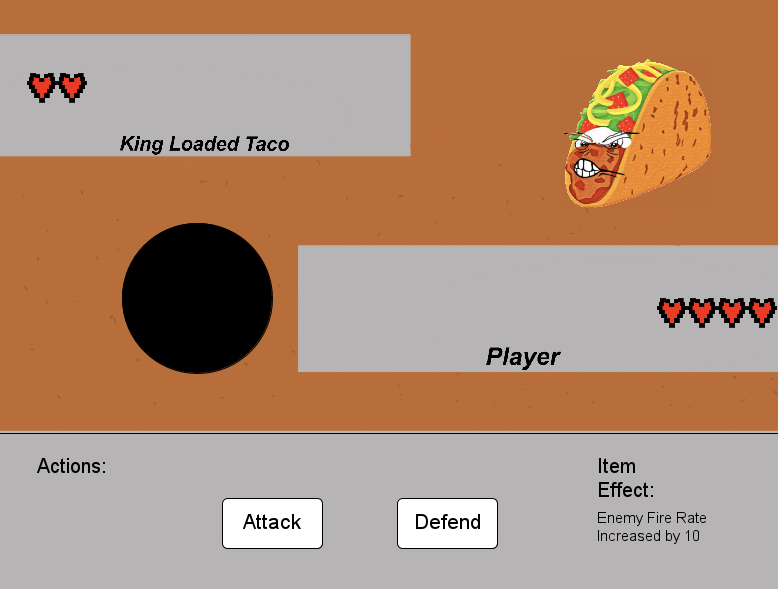 King Loaded Taco
Player
Actions:
Attack
Defend
Item
Effect:
Enemy Fire Rate
Increased by 10